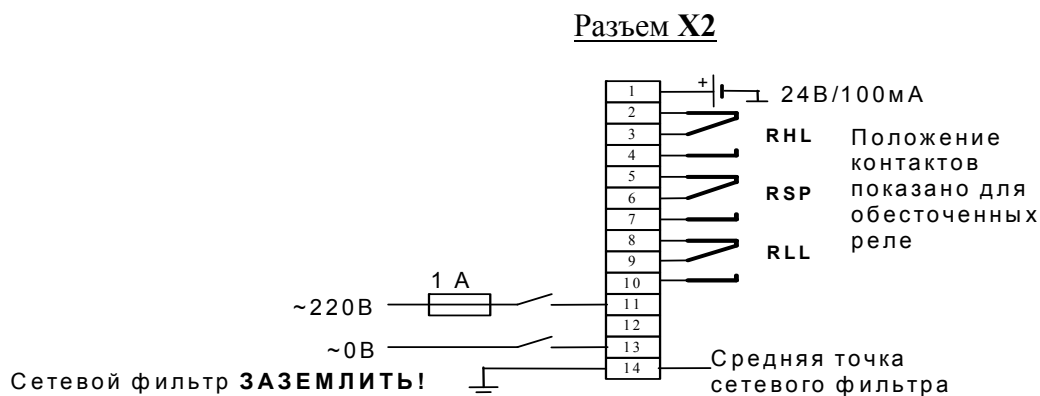 Разъем X2
1
+
24В/100мА
2
3
RHL
4
Положение
контактов
показано для
обесточенных
реле
5
6
RSP
7
8
9
RLL
10
1 А
~220В
11
12
~0В
13
14
Средняя точка
сетевого фильтра
Сетевой фильтр ЗАЗЕМЛИТЬ!